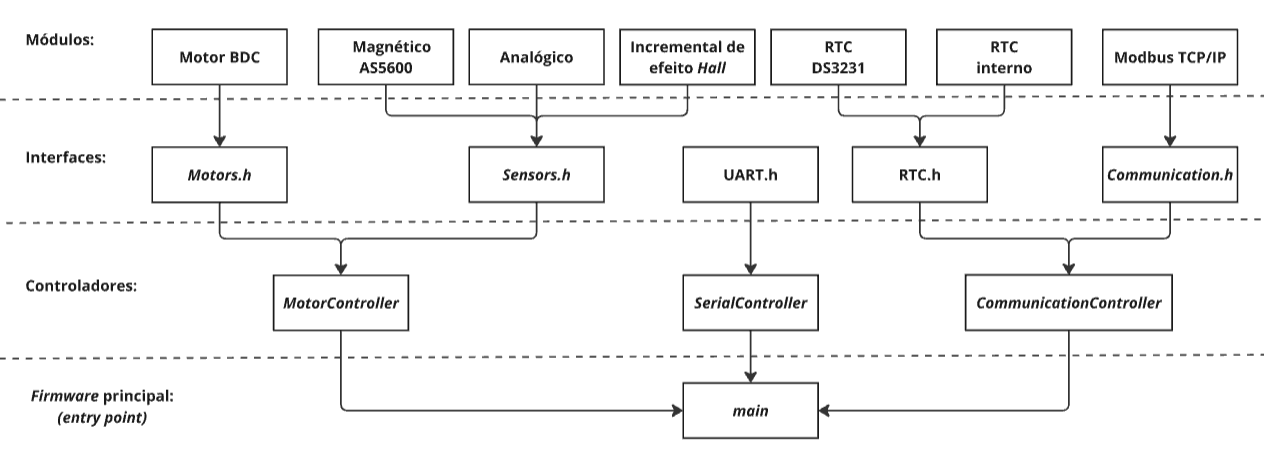 Módulos:
Motor BDC
Magnético
AS5600
Analógico
Incremental de
efeito Hall
RTC
DS3231
RTC
interno
Modbus TCP/IP
Interfaces:
Motors.h
Sensors.h
UART.h
RTC.h
Communication.h
Controladores:
MotorController
SerialController
CommunicationController
Firmware principal:
(entry point)
main